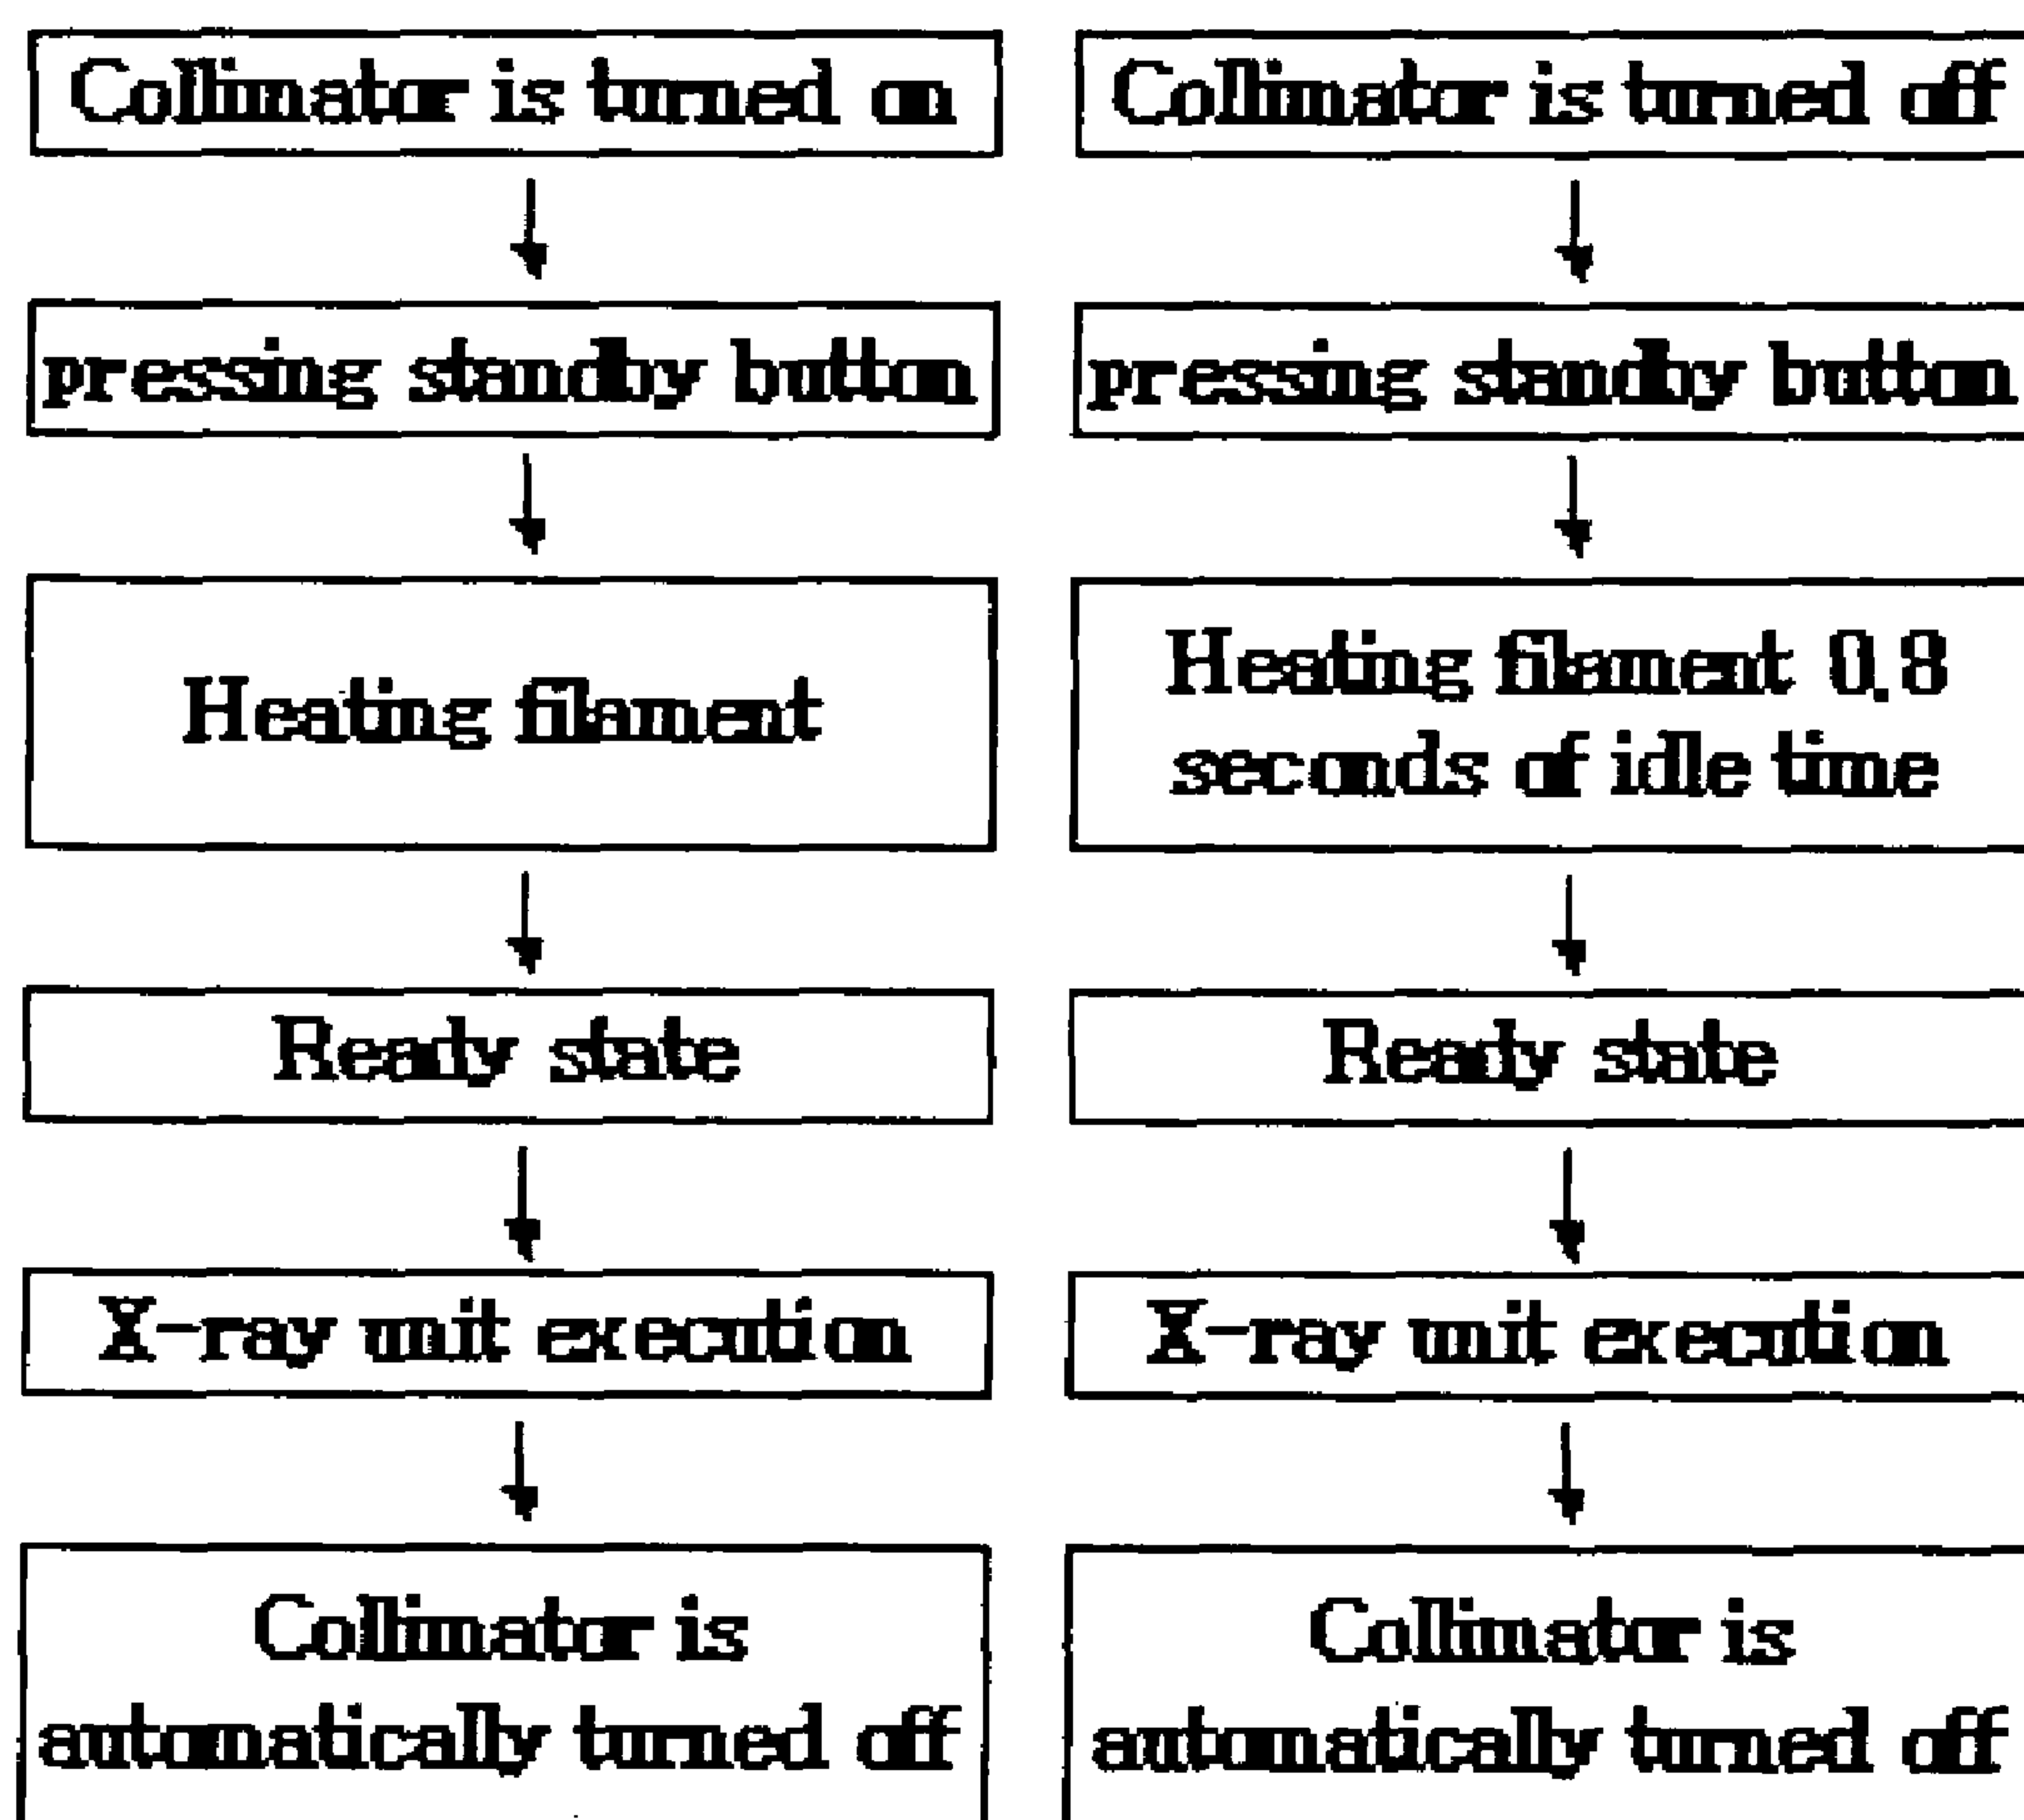 Collimator is turned on
pressing standby button
Heating filament
Ready state
X-ray unit execution
Collimator is
automatically turned off
Collimator is turned off
pressing standby button
Heating filament 0.8
seconds of idle time
Ready state
X-ray unit execution
Collimator is
automatically turned off